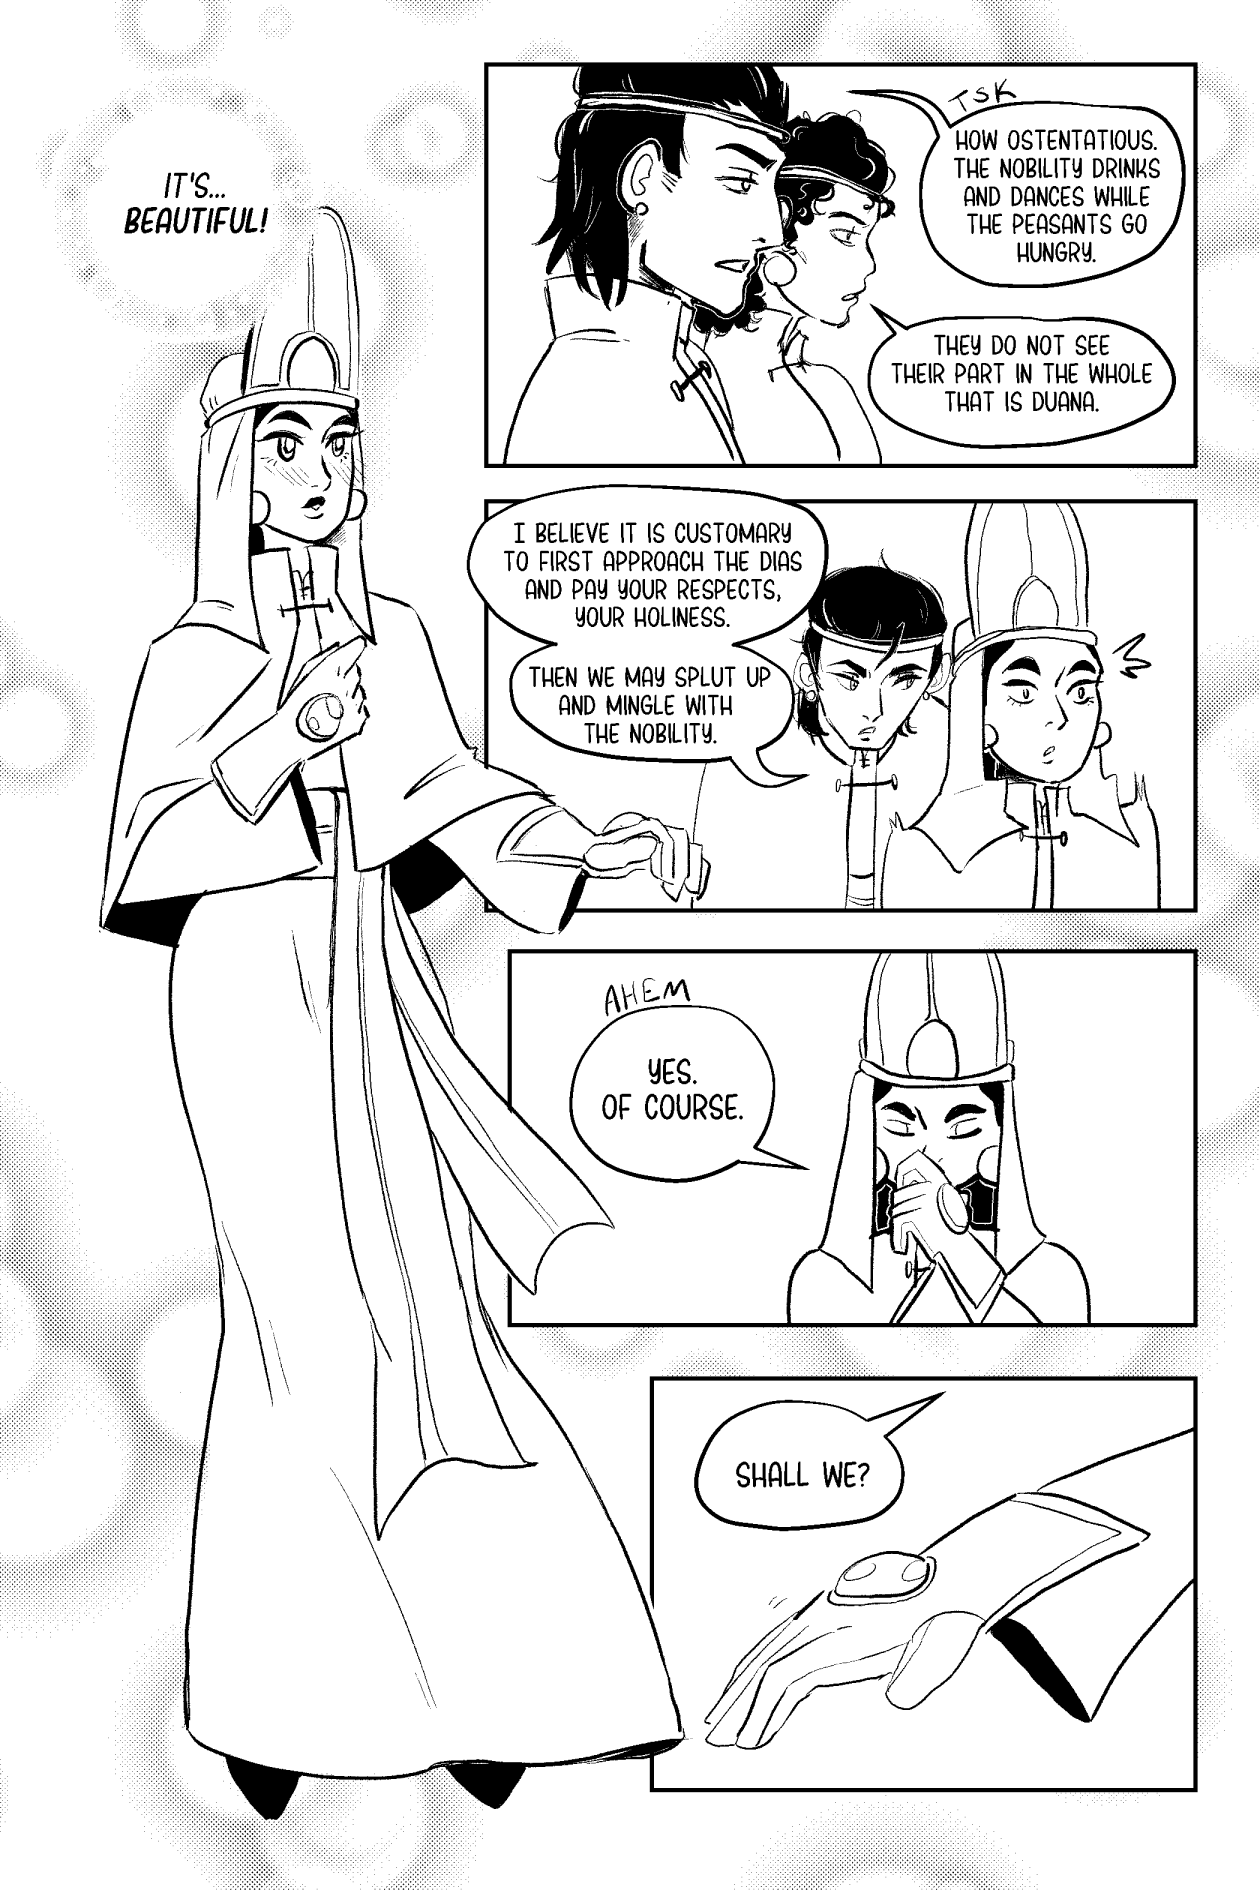 IT'S...
BEAUTIFUL!
TSK
HOW OSTENTATIOUS.
THE NOBILITY DRINKS
AND DANCES WHILE
THE PEASANTS GO
HUNGRY.
THEY DO NOT SEE
THEIR PART IN THE WHOLE
THAT IS DUANA.
I BELIEVE IT IS CUSTOMARY
TO FIRST APPROACH THE DIAS
AND PAY YOUR RESPECTS,
YOUR HOLINESS.
THEN WE MAY SPLUT UP
AND MINGLE WITH
THE NOBILITY.
AHEM
YES.
OF COURSE.
SHALL WE?